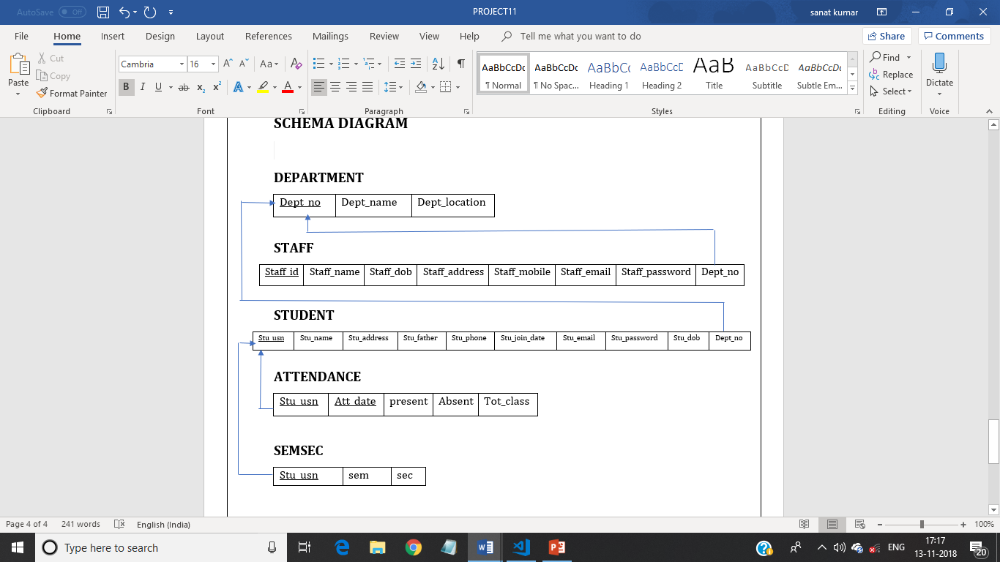 AutoSave Off PROJECT11 sanat kumar
File Home Insert Design Layout References Mailings Review View Help Tell me what you want to do Share Comments
Paste Cut Copy Format Painter
Cambria 16 Aa
B I U ab x₂ x² A A
AaBbCcDc AaBbCcDc AaBbCc AaBbCcD AaB AaBbCcD AaBbCcDc
¶ Normal ¶ No Spac... Heading 1 Heading 2 Title Subtitle Subtle Em...
Find Replace Select Dictate
Clipboard Font Paragraph Styles Editing Voice
SCHEMA DIAGRAM
DEPARTMENT
Dept_no Dept_name Dept_location
STAFF
Staff_id Staff_name Staff_dob Staff_address Staff_mobile Staff_email Staff_password Dept_no
STUDENT
Stu_usn Stu_name Stu_address Stu_father Stu_phone Stu_join_date Stu_email Stu_password Stu_dob Dept_no
ATTENDANCE
Stu_usn Att_date present Absent Tot_class
SEMSEC
Stu_usn sem sec
Page 4 of 4 241 words English (India) 100%
Type here to search ENG 17:17
13-11-2018 20